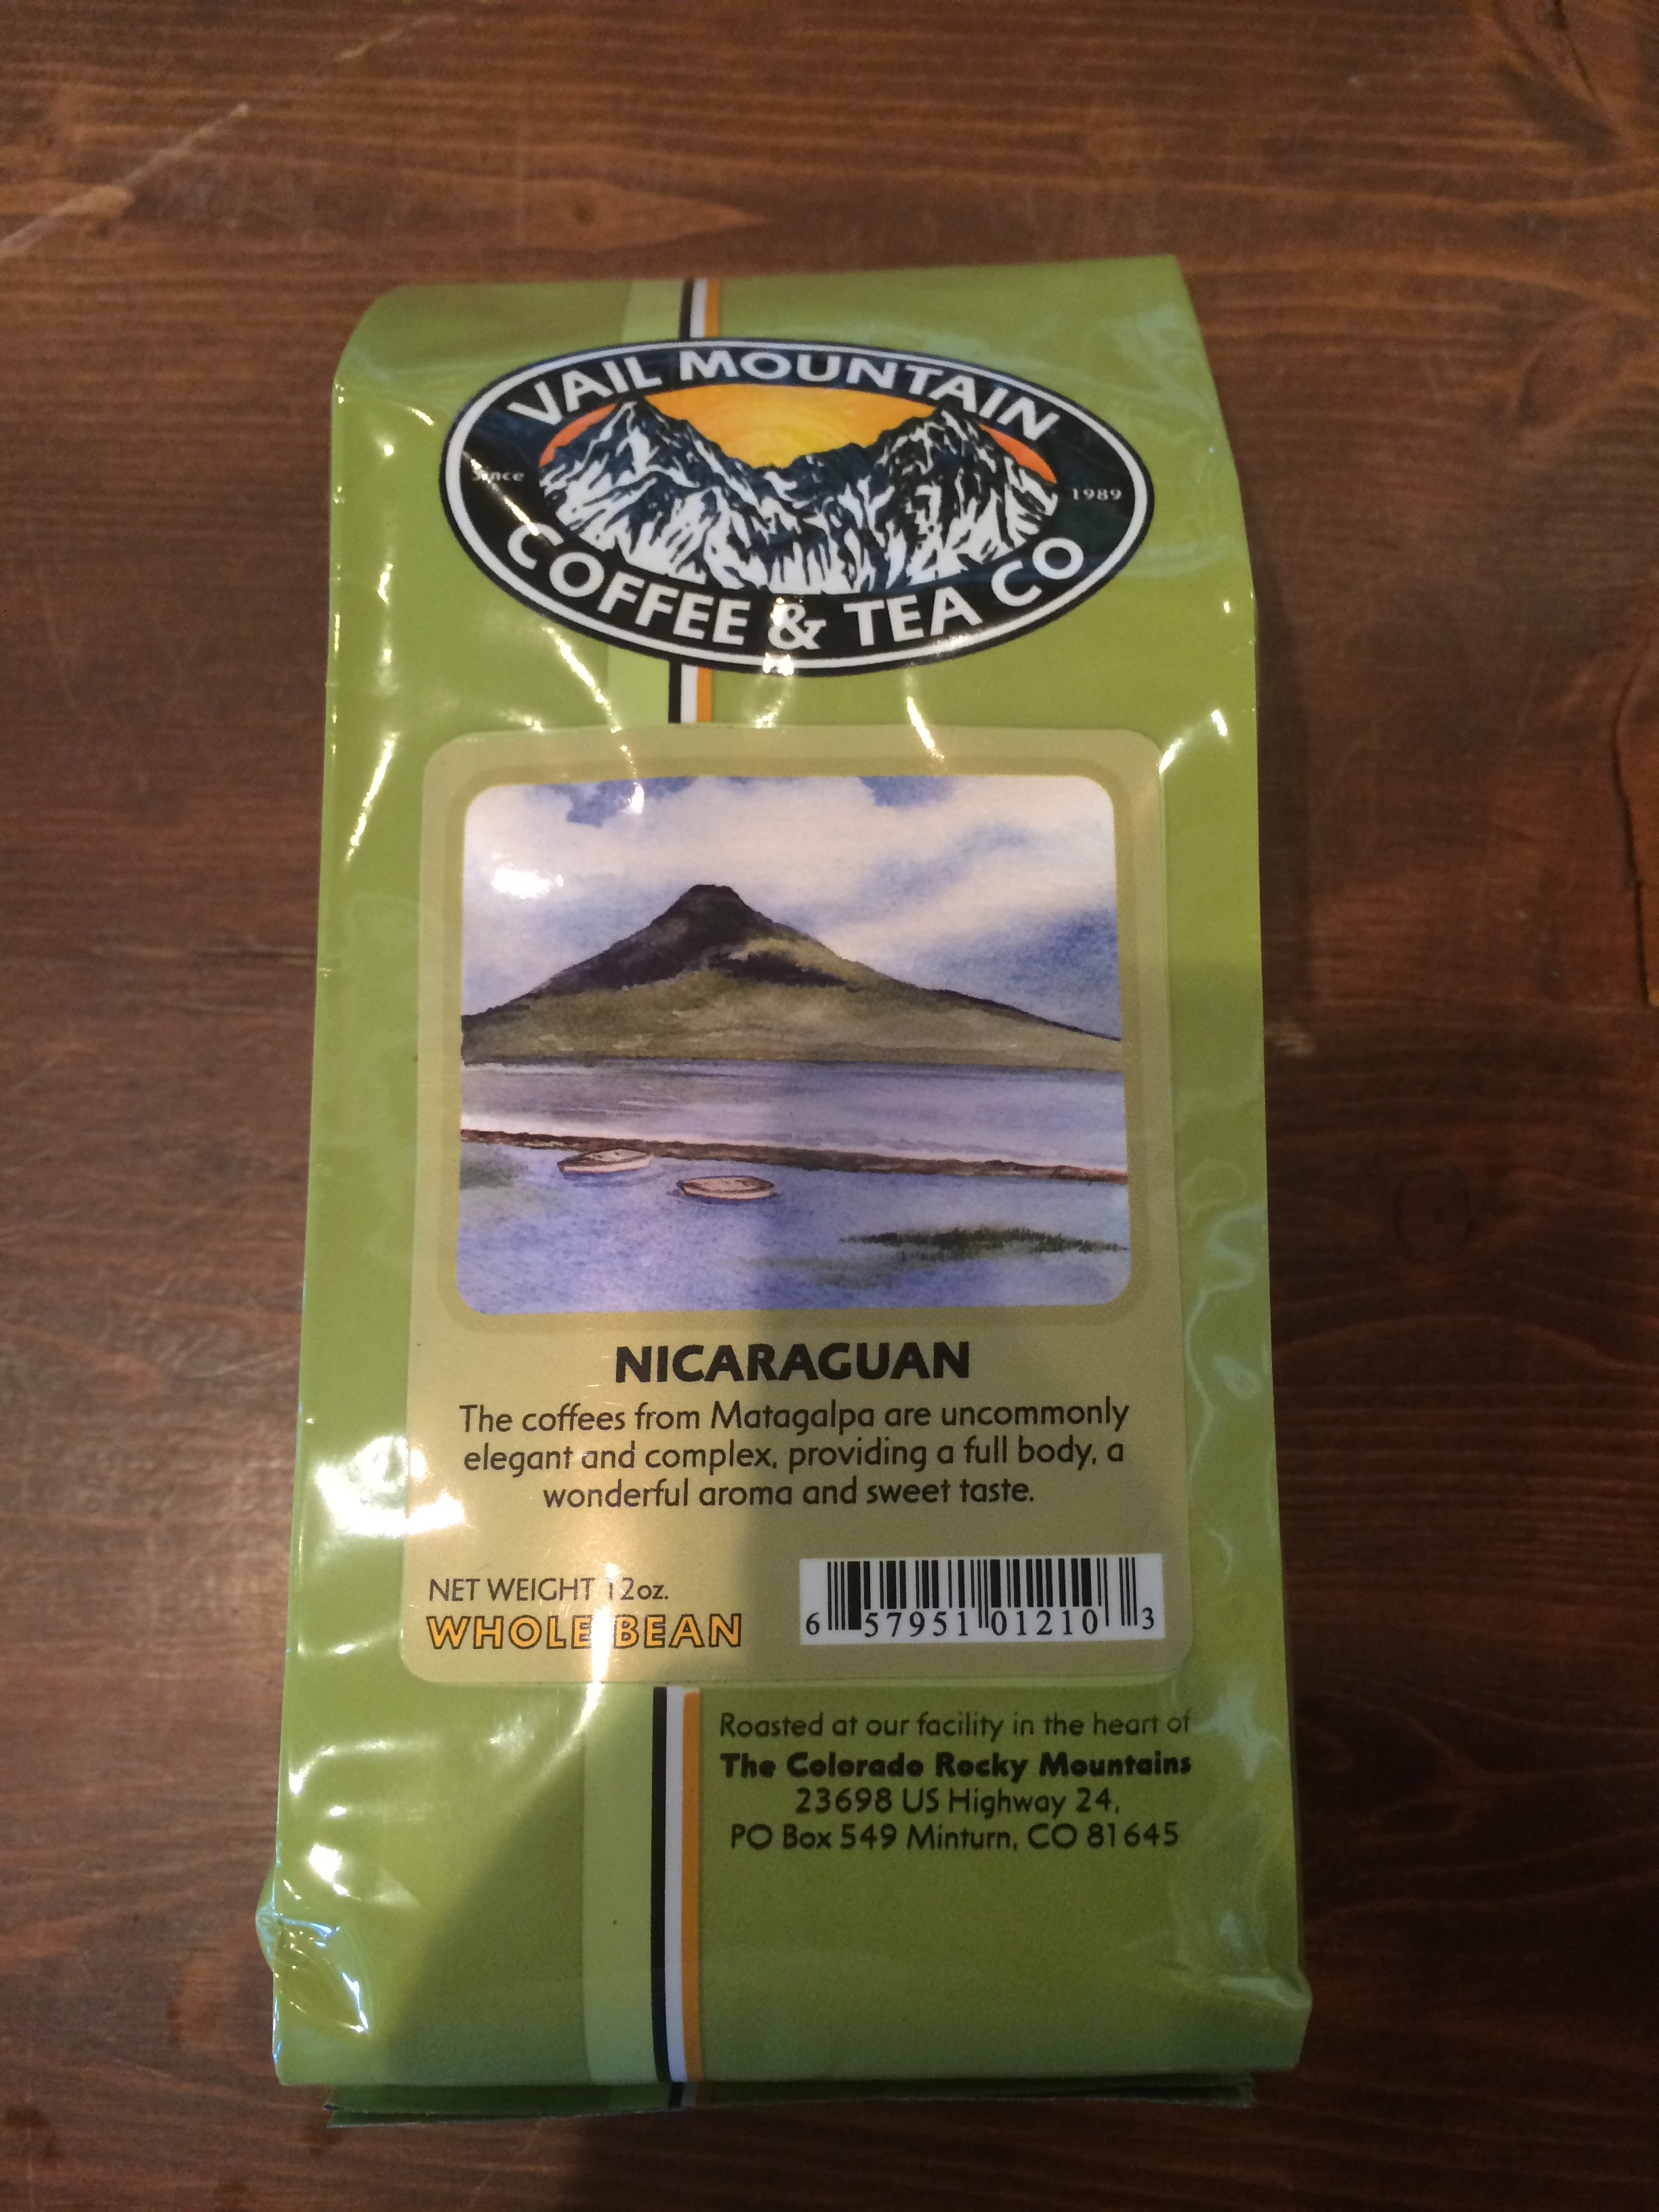 VAIL MOUNTAIN
Since 1989
COFFEE & TEA CO
NICARAGUAN
The coffees from Matagalpa are uncommonly
elegant and complex, providing a full body, a
wonderful aroma and sweet taste.
NET WEIGHT 12oz.
WHOLE BEAN
6 57951 01210 3
Roasted at our facility in the heart of
The Colorado Rocky Mountains
23698 US Highway 24,
PO Box 549 Minturn, CO 81645